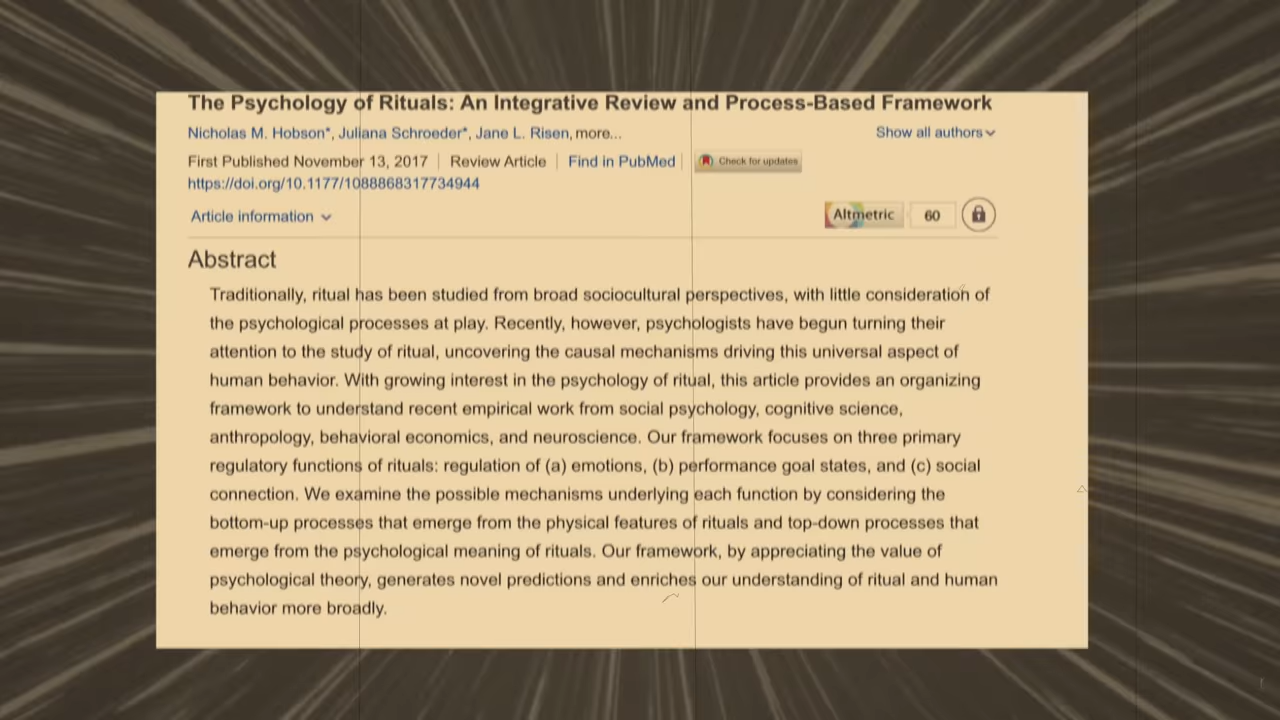 The Psychology of Rituals: An Integrative Review and Process-Based Framework
Nicholas M. Hobson*, Juliana Schroeder*, Jane L. Risen, more...
Show all authors
First Published November 13, 2017 | Review Article | Find in PubMed | Check for updates
https://doi.org/10.1177/1088868317734944
Article information
Altmetric 60
Abstract
Traditionally, ritual has been studied from broad sociocultural perspectives, with little consideration of
the psychological processes at play. Recently, however, psychologists have begun turning their
attention to the study of ritual, uncovering the causal mechanisms driving this universal aspect of
human behavior. With growing interest in the psychology of ritual, this article provides an organizing
framework to understand recent empirical work from social psychology, cognitive science,
anthropology, behavioral economics, and neuroscience. Our framework focuses on three primary
regulatory functions of rituals: regulation of (a) emotions, (b) performance goal states, and (c) social
connection. We examine the possible mechanisms underlying each function by considering the
bottom-up processes that emerge from the physical features of rituals and top-down processes that
emerge from the psychological meaning of rituals. Our framework, by appreciating the value of
psychological theory, generates novel predictions and enriches our understanding of ritual and human
behavior more broadly.